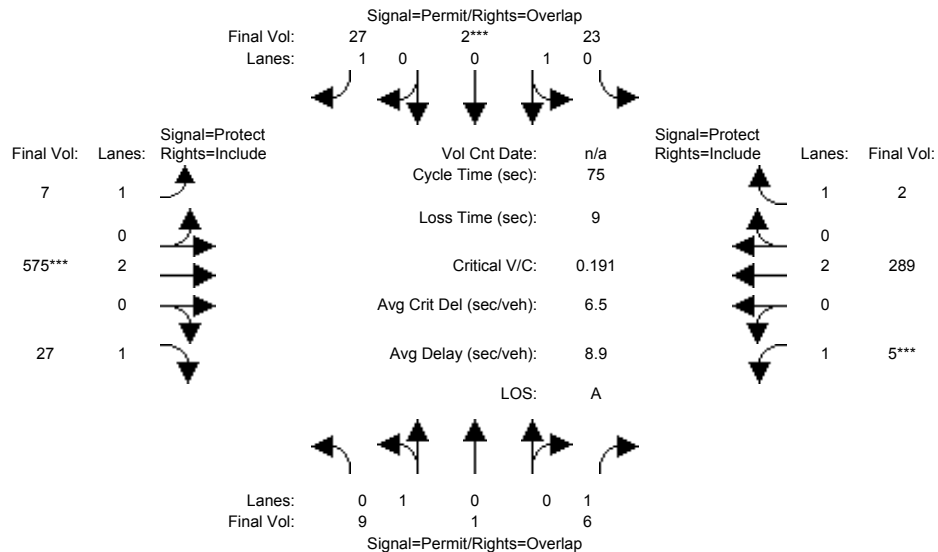 Signal=Permit/Rights=Overlap
Final Vol: 27 2*** 23
Lanes: 1 0 0 1 0
Signal=Protect Signal=Protect
Final Vol: Lanes: Rights=Include Vol Cnt Date: n/a Rights=Include Lanes: Final Vol:
Cycle Time (sec): 75
7 1 1 2
Loss Time (sec): 9
0 0
575*** 2 Critical V/C: 0.191 2 289
0 Avg Crit Del (sec/veh): 6.5 0
27 1 Avg Delay (sec/veh): 8.9 1 5***
LOS: A
Lanes: 0 1 0 0 1
Final Vol: 9 1 6
Signal=Permit/Rights=Overlap